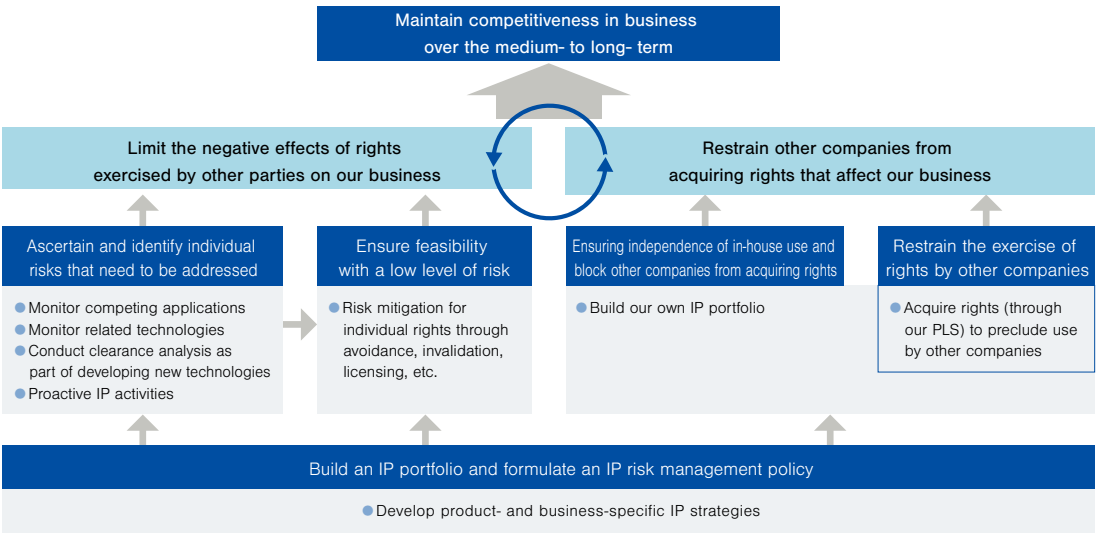 Maintain competitiveness in business
over the medium- to long- term
Limit the negative effects of rights
exercised by other parties on our business
Restrain other companies from
acquiring rights that affect our business
Ascertain and identify individual
risks that need to be addressed
● Monitor competing applications
● Monitor related technologies
● Conduct clearance analysis as
part of developing new technologies
● Proactive IP activities
Ensure feasibility
with a low level of risk
● Risk mitigation for
individual rights through
avoidance, invalidation,
licensing, etc.
Ensuring independence of in-house use and
block other companies from acquiring rights
● Build our own IP portfolio
Restrain the exercise of
rights by other companies
● Acquire rights (through
our PLS) to preclude use
by other companies
Build an IP portfolio and formulate an IP risk management policy
● Develop product- and business-specific IP strategies